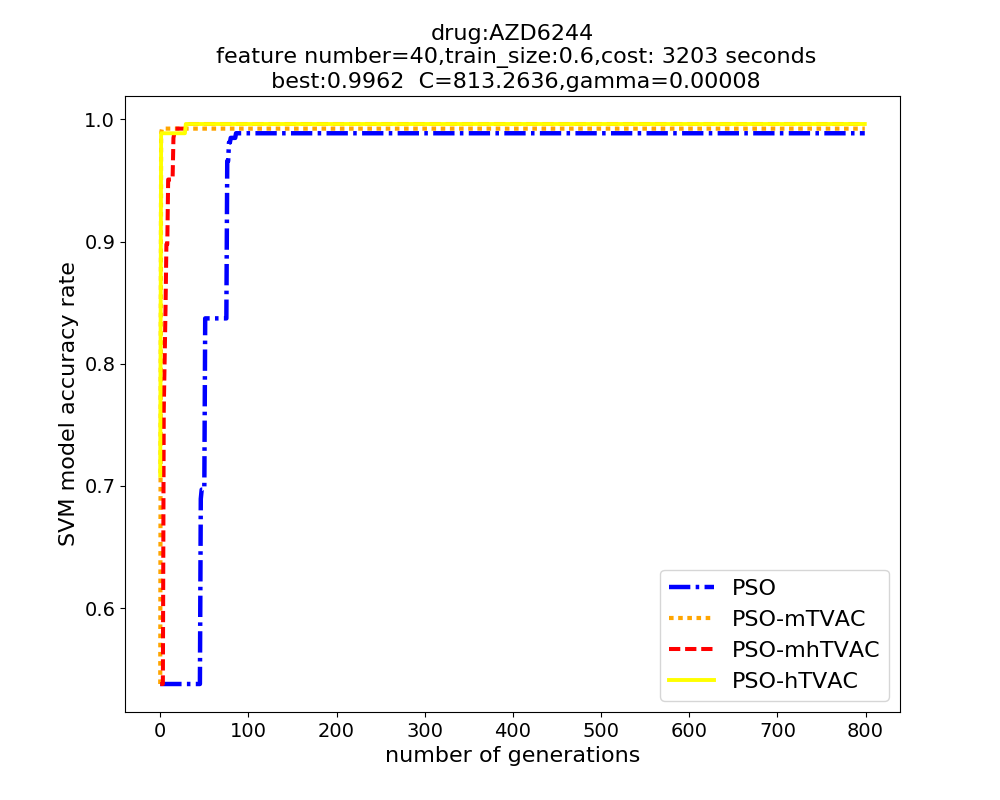 drug:AZD6244
feature number=40,train_size:0.6,cost: 3203 seconds
best:0.9962  C=813.2636,gamma=0.00008
SVM model accuracy rate
1.0
0.9
0.8
0.7
0.6
PSO
PSO-mTVAC
PSO-mhTVAC
PSO-hTVAC
0 100 200 300 400 500 600 700 800
number of generations